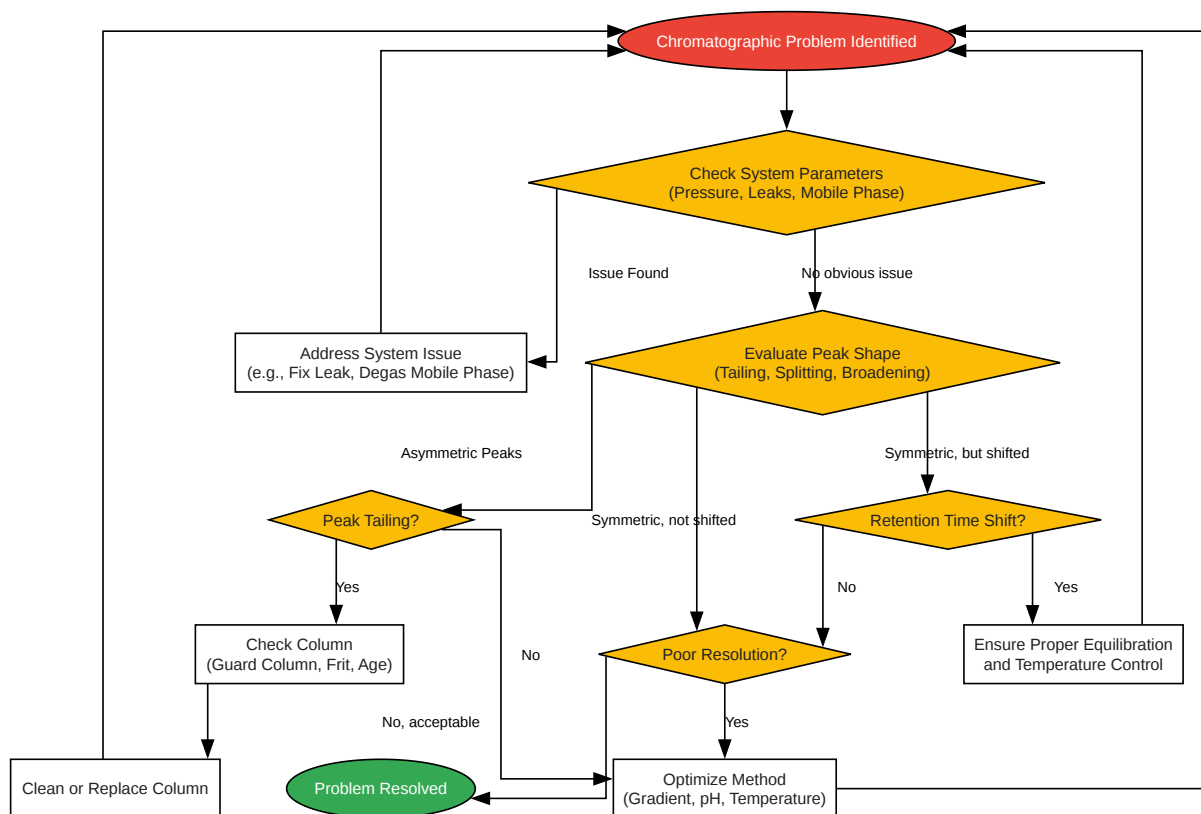 Chromatographic Problem Identified
Check System Parameters
(Pressure, Leaks, Mobile Phase)
Issue Found
No obvious issue
Address System Issue
(e.g., Fix Leak, Degas Mobile Phase)
Evaluate Peak Shape
(Tailing, Splitting, Broadening)
Asymmetric Peaks
Symmetric, but shifted
Peak Tailing?
Symmetric, not shifted
Retention Time Shift?
Yes
No
Yes
Check Column
(Guard Column, Frit, Age)
No
Poor Resolution?
Ensure Proper Equilibration
and Temperature Control
No, acceptable
Yes
Clean or Replace Column
Problem Resolved
Optimize Method
(Gradient, pH, Temperature)